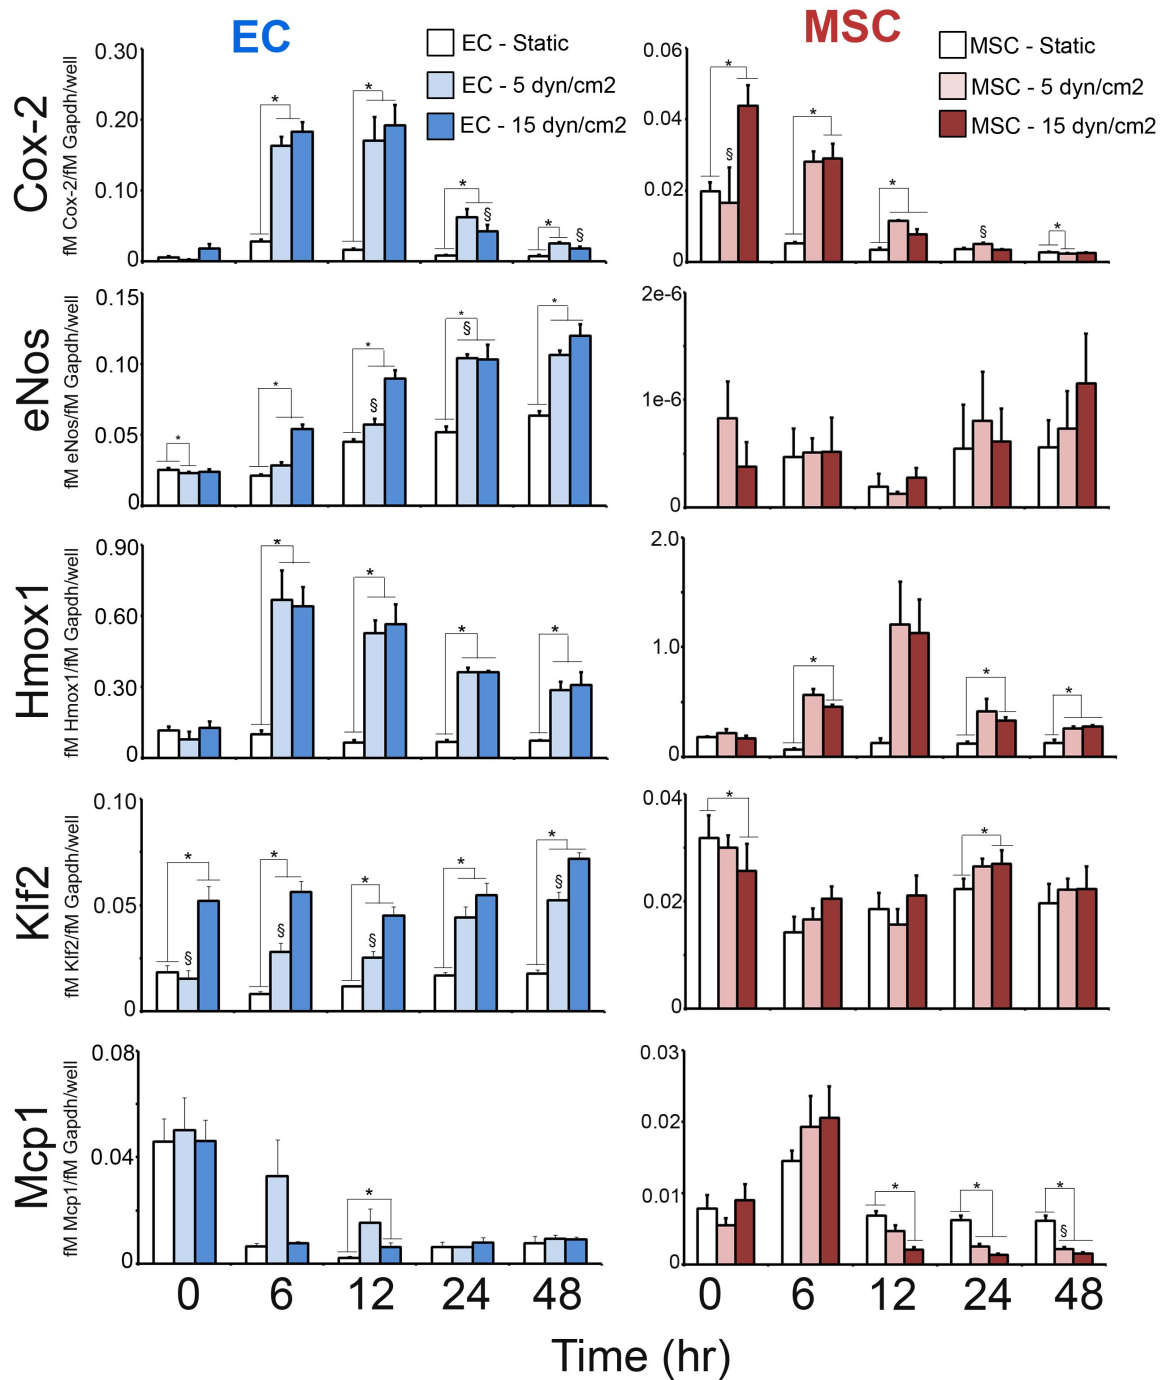 EC
MSC
EC - Static
EC - 5 dyn/cm2
EC - 15 dyn/cm2
MSC - Static
MSC - 5 dyn/cm2
MSC - 15 dyn/cm2
Cox-2
fM Cox-2/fM Gapdh/well
0.30
0.20
0.10
0
* * * § * §
0.06
0.04
0.02
0
* § * * § *
eNos
fM eNos/fM Gapdh/well
0.15
0.10
0.05
0
* * * § * § *
2e-6
1e-6
0
Hmox1
fM Hmox1/fM Gapdh/well
0.90
0.60
0.30
0
* * * *
2.0
1.0
0
* * *
Klf2
fM Klf2/fM Gapdh/well
0.10
0.05
0
* § * § * § * * §
0.04
0.02
0
* *
Mcp1
fM Mcp1/fM Gapdh/well
0.08
0.04
0
*
0.03
0.02
0.01
0
* * * §
0 6 12 24 48
0 6 12 24 48
Time (hr)